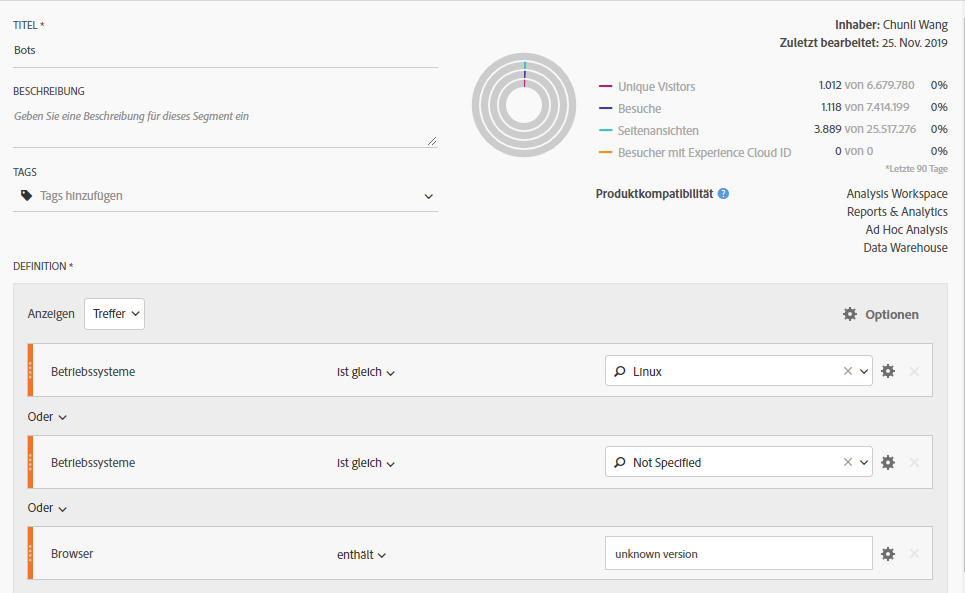 TITEL *
Bots
BESCHREIBUNG
Geben Sie eine Beschreibung für dieses Segment ein
TAGS
Tags hinzufügen
Inhaber: Chunli Wang
Zuletzt bearbeitet: 25. Nov. 2019
Unique Visitors 1.012 von 6.679.780 0%
Besuche 1.118 von 7.414.199 0%
Seitenansichten 3.889 von 25.517.276 0%
Besucher mit Experience Cloud ID 0 von 0 0%
*Letzte 90 Tage
Produktkompatibilität ? Analysis Workspace
Reports & Analytics
Ad Hoc Analysis
Data Warehouse
DEFINITION *
Anzeigen Treffer Optionen
Betriebssysteme ist gleich Linux
Oder
Betriebssysteme ist gleich Not Specified
Oder
Browser enthält unknown version